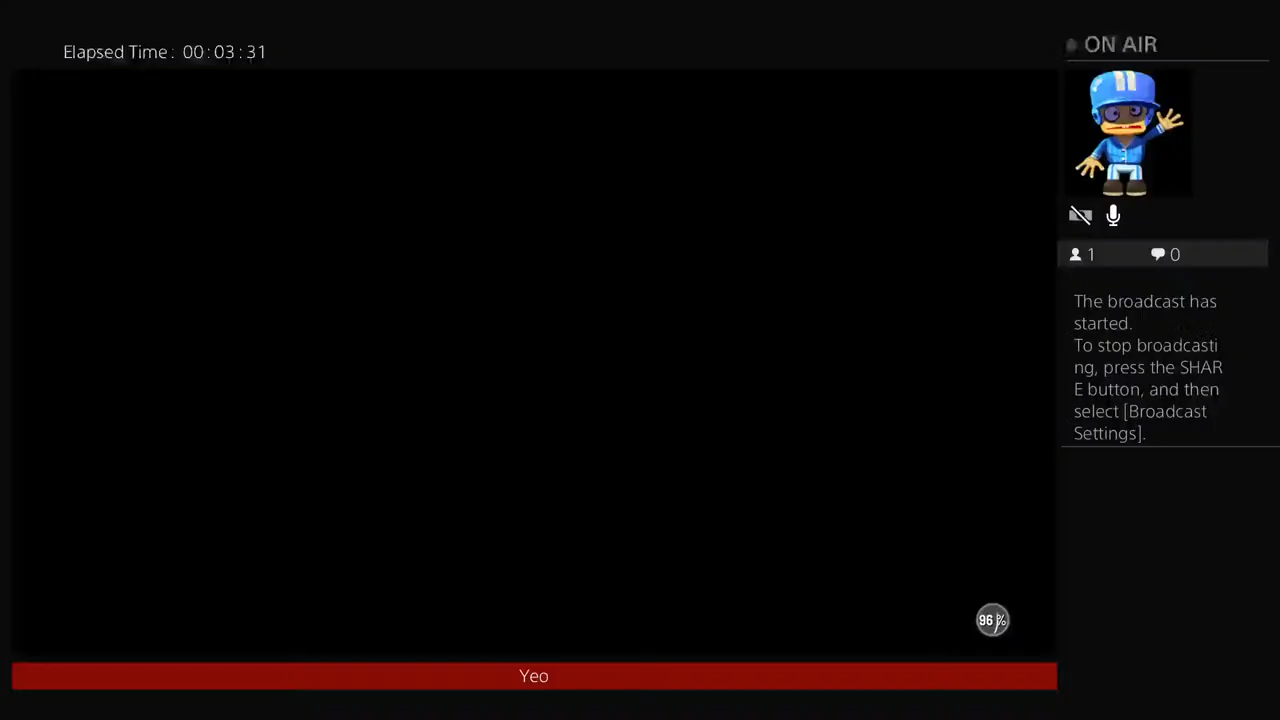 Elapsed Time: 00:03:31
ON AIR
1 0
The broadcast has
started.
To stop broadcasti
ng, press the SHAR
E button, and then
select [Broadcast
Settings].
96%
Yeo